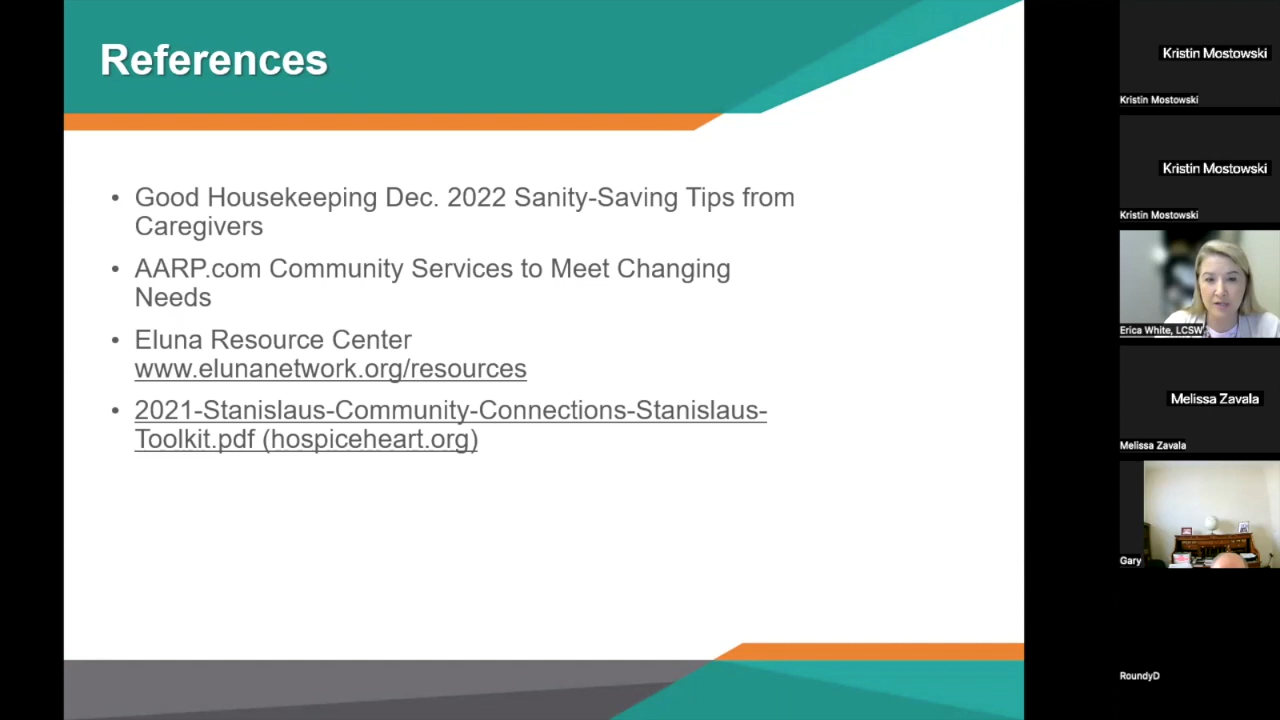 References
• Good Housekeeping Dec. 2022 Sanity-Saving Tips from
Caregivers
• AARP.com Community Services to Meet Changing
Needs
• Eluna Resource Center
www.elunanetwork.org/resources
• 2021-Stanislaus-Community-Connections-Stanislaus-
Toolkit.pdf (hospiceheart.org)
Kristin Mostowski
Kristin Mostowski
Kristin Mostowski
Kristin Mostowski
Erica White, LCSW
Melissa Zavala
Melissa Zavala
Gary
RoundyD